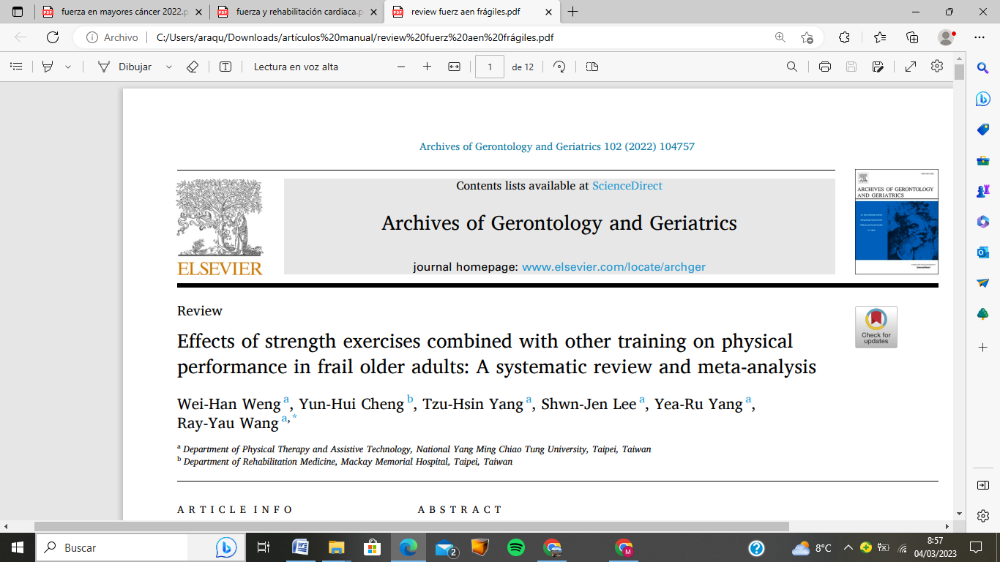 fuerza en mayores cáncer 2022.p
fuerza y rehabilitación cardiaca.p
review fuerz aen frágiles.pdf
Archivo
C:/Users/araqu/Downloads/artículos%20manual/review%20fuerz%20aen%20frágiles.pdf
Dibujar
Lectura en voz alta
1
de 12
Archives of Gerontology and Geriatrics 102 (2022) 104757
Contents lists available at ScienceDirect
Archives of Gerontology and Geriatrics
journal homepage: www.elsevier.com/locate/archger
ELSEVIER
ARCHIVES OF GERONTOLOGY
AND GERIATRICS
Review
Check for
updates
Effects of strength exercises combined with other training on physical
performance in frail older adults: A systematic review and meta-analysis
Wei-Han Weng a, Yun-Hui Cheng b, Tzu-Hsin Yang a, Shwn-Jen Lee a, Yea-Ru Yang a,
Ray-Yau Wang a,*
a Department of Physical Therapy and Assistive Technology, National Yang Ming Chiao Tung University, Taipei, Taiwan
b Department of Rehabilitation Medicine, Mackay Memorial Hospital, Taipei, Taiwan
ARTICLE INFO
ABSTRACT
Buscar
2
M
8°C
8:57
04/03/2023